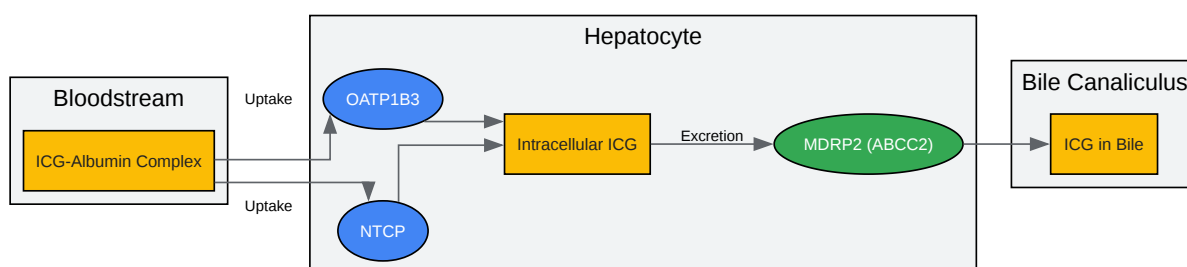 Hepatocyte
Bloodstream
Uptake
OATP1B3
Bile Canaliculus
ICG-Albumin Complex
Intracellular ICG
Excretion
MDRP2 (ABCC2)
ICG in Bile
Uptake
NTCP